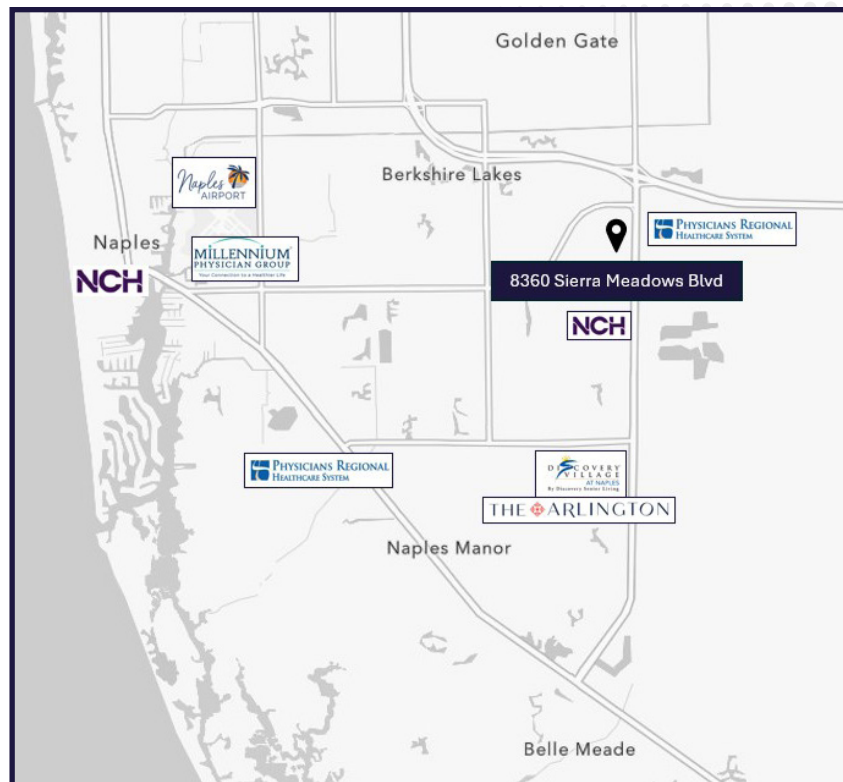 Golden Gate
Naples
AIRPORT
Berkshire Lakes
PHYSICIANS REGIONAL
HEALTHCARE SYSTEM
Naples
MILLENNIUM
PHYSICIAN GROUP
Your Connection to a Healthier Life
NCH
8360 Sierra Meadows Blvd
NCH
PHYSICIANS REGIONAL
HEALTHCARE SYSTEM
DISCOVERY
VILLAGE
AT NAPLES
By Discovery Senior Living
THE ARLINGTON
Naples Manor
Belle Meade